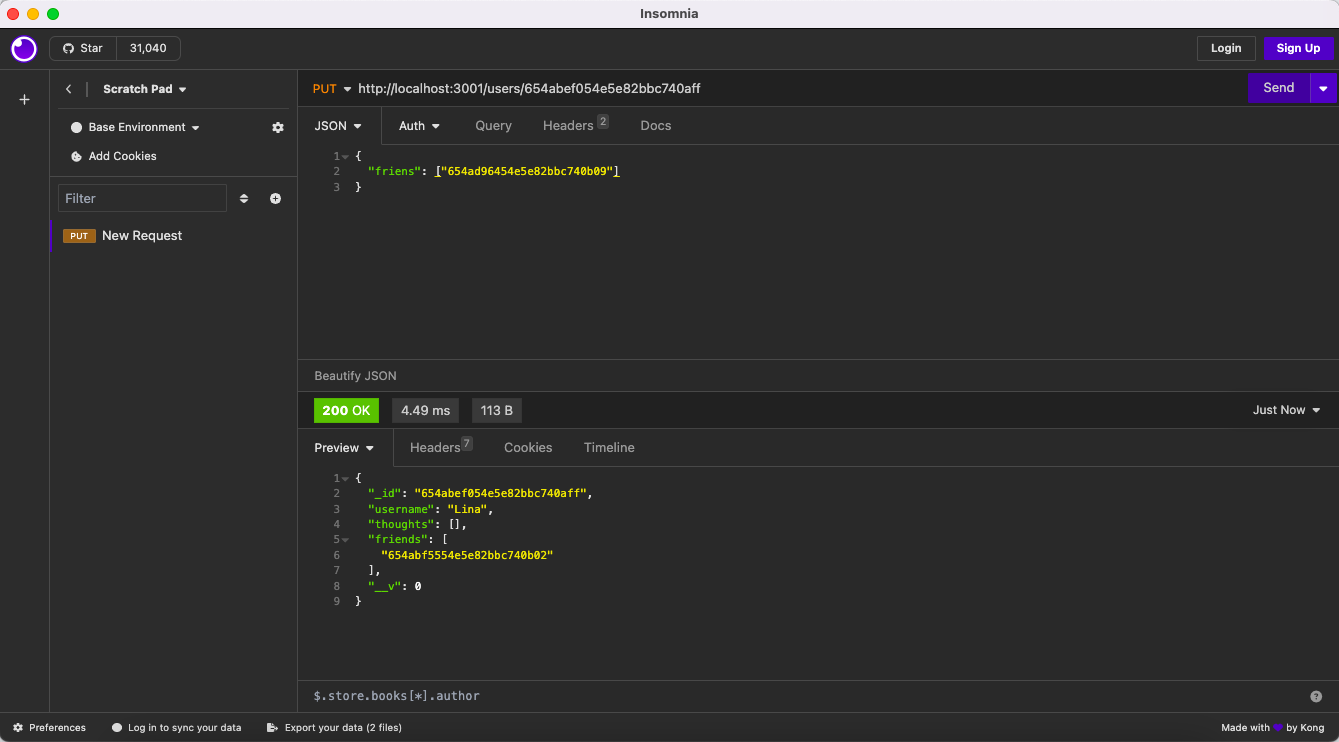 Insomnia
Star 31,040 Login Sign Up
Scratch Pad
PUT http://localhost:3001/users/654abef054e5e82bbc740aff Send
Base Environment
Add Cookies
Filter
PUT New Request
JSON Auth Query Headers 2 Docs
1 {
2 "friens": ["654ad96454e5e82bbc740b09"]
3 }
Beautify JSON
200 OK 4.49 ms 113 B Just Now
Preview Headers 7 Cookies Timeline
1 {
2 "_id": "654abef054e5e82bbc740aff",
3 "username": "Lina",
4 "thoughts": [],
5 "friends": [
6 "654abf5554e5e82bbc740b02"
7 ],
8 "__v": 0
9 }
$.store.books[*].author
Preferences Log in to sync your data Export your data (2 files) Made with by Kong